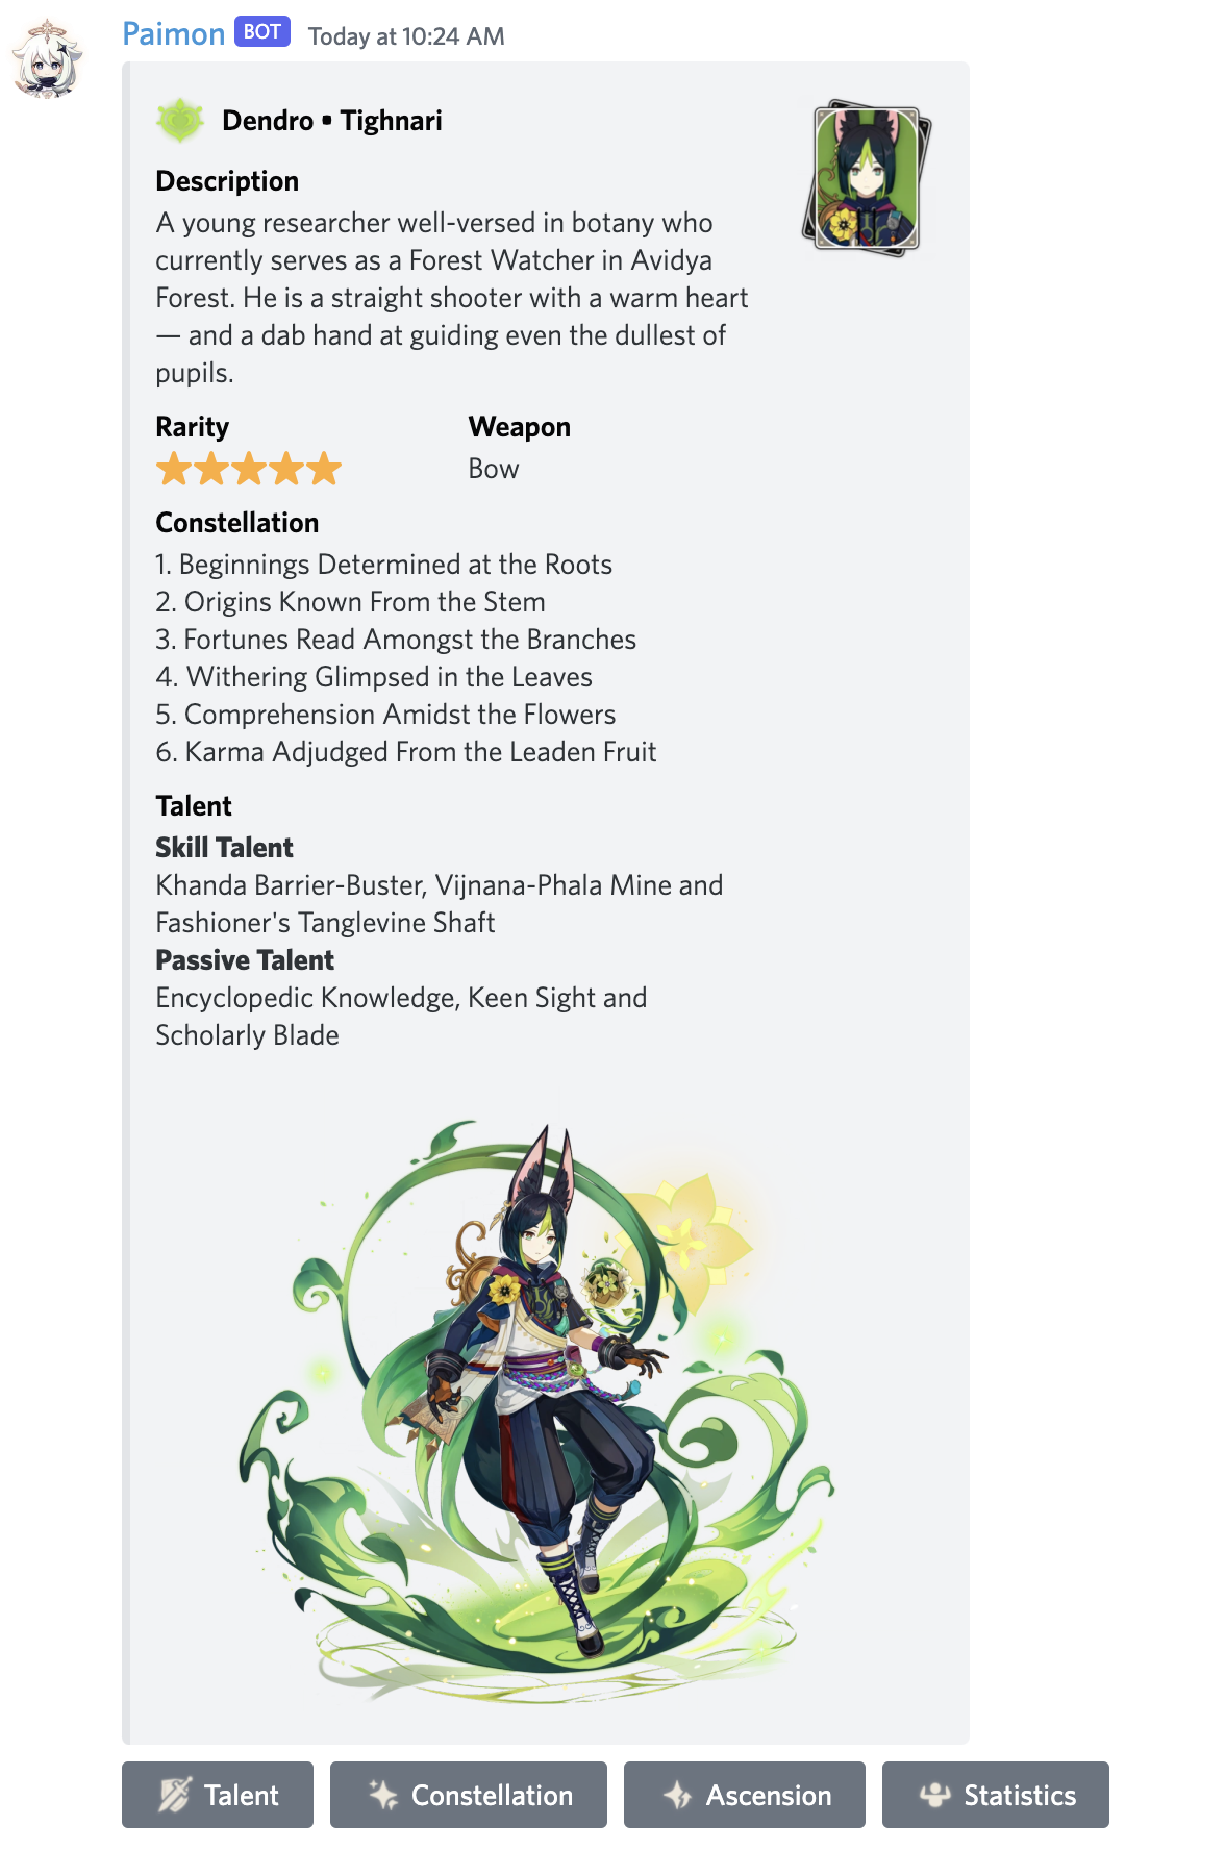 Paimon BOT Today at 10:24 AM
Dendro • Tighnari
Description
A young researcher well-versed in botany who
currently serves as a Forest Watcher in Avidya
Forest. He is a straight shooter with a warm heart
— and a dab hand at guiding even the dullest of
pupils.
Rarity Weapon
Bow
Constellation
1. Beginnings Determined at the Roots
2. Origins Known From the Stem
3. Fortunes Read Amongst the Branches
4. Withering Glimpsed in the Leaves
5. Comprehension Amidst the Flowers
6. Karma Adjudged From the Leaden Fruit
Talent
Skill Talent
Khanda Barrier-Buster, Vijnana-Phala Mine and
Fashioner's Tanglevine Shaft
Passive Talent
Encyclopedic Knowledge, Keen Sight and
Scholarly Blade
Talent Constellation Ascension Statistics